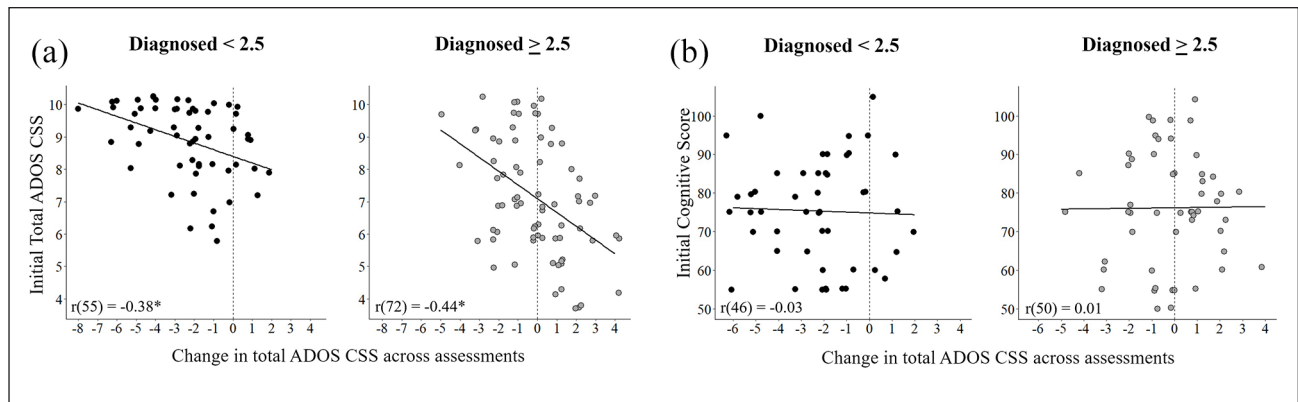 (a)
Diagnosed < 2.5
Diagnosed ≥ 2.5
Initial Total ADOS CSS
10
9
8
7
6
5
4
r(55) = -0.38*
-8 -7 -6 -5 -4 -3 -2 -1 0 1 2 3 4
r(72) = -0.44*
-8 -7 -6 -5 -4 -3 -2 -1 0 1 2 3 4
Change in total ADOS CSS across assessments
(b)
Diagnosed < 2.5
Diagnosed ≥ 2.5
Initial Cognitive Score
100
90
80
70
60
50
r(46) = -0.03
-6 -5 -4 -3 -2 -1 0 1 2 3 4
100
90
80
70
60
50
r(50) = 0.01
-6 -5 -4 -3 -2 -1 0 1 2 3 4
Change in total ADOS CSS across assessments